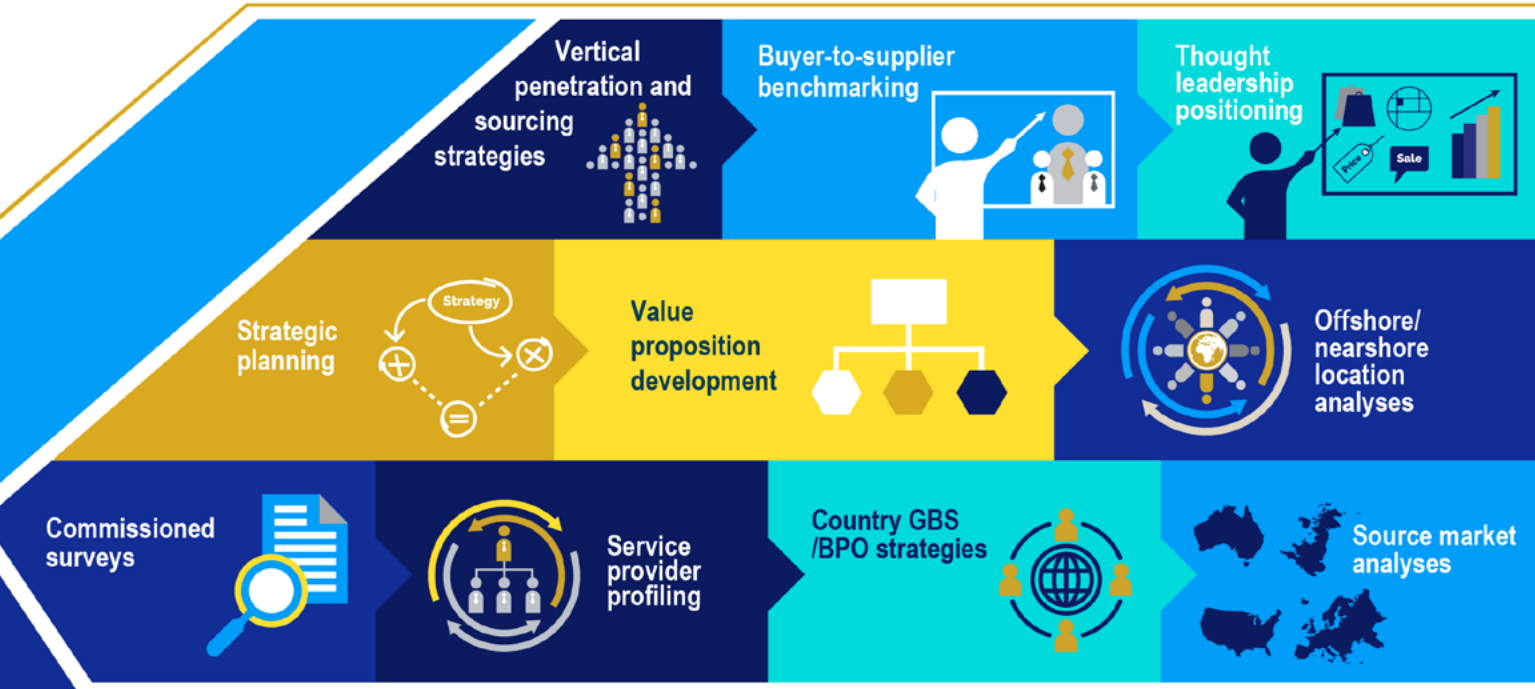 Vertical
penetration and
sourcing
strategies
Buyer-to-supplier
benchmarking
Thought
leadership
positioning
Price
Sale
Strategic
planning
Strategy
Value
proposition
development
Offshore/
nearshore
location
analyses
Commissioned
surveys
Service
provider
profiling
Country GBS
/BPO strategies
Source market
analyses